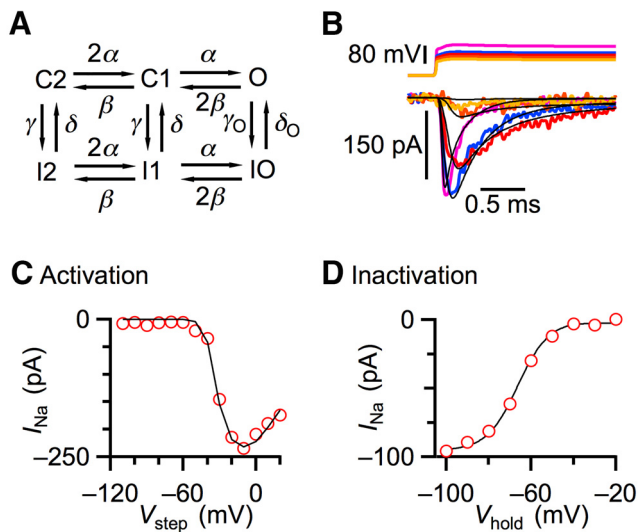 A
2α α
C2 C1 O
β 2β
γ δ γ δ γO δO
2α α
I2 I1 IO
β 2β
B
80 mV
150 pA
0.5 ms
C Activation
0
INa
(pA)
−250
−120 −60 0
Vstep (mV)
D Inactivation
0
INa
(pA)
−100
−100 −60 −20
Vhold (mV)